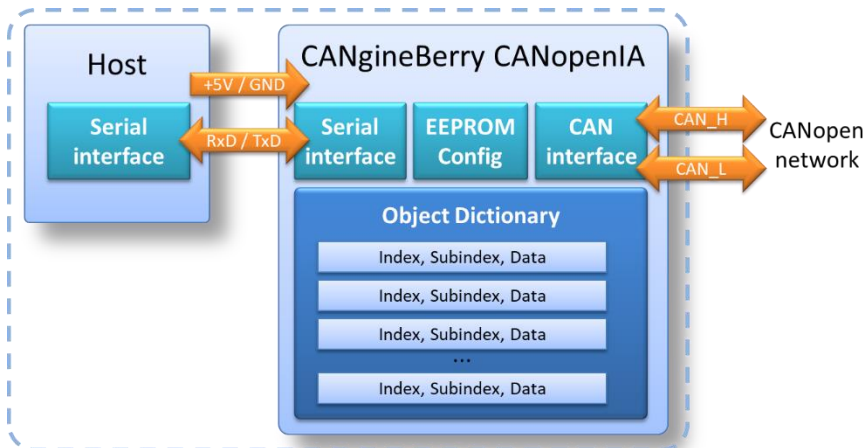 Host
CANgineBerry CANopenIA
+5V / GND
Serial
interface
RxD / TxD
Serial
interface
EEPROM
Config
CAN
interface
CAN_H
CAN_L
CANopen
network
Object Dictionary
Index, Subindex, Data
Index, Subindex, Data
Index, Subindex, Data
...
Index, Subindex, Data